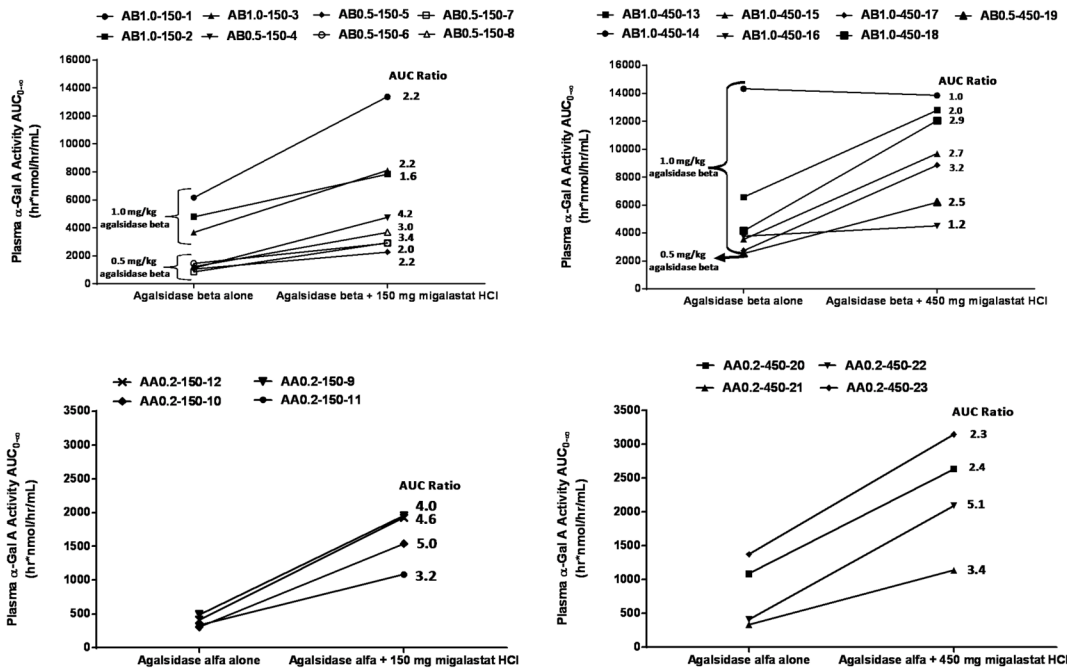 AB1.0-150-1 AB1.0-150-3 AB0.5-150-5 AB0.5-150-7
AB1.0-150-2 AB0.5-150-4 AB0.5-150-6 AB0.5-150-8
Plasma α-Gal A Activity AUC0-∞
(hr*nmol/hr/mL)
16000
14000
12000
10000
8000
6000
4000
2000
0
AUC Ratio
2.2
2.2
1.6
4.2
3.0
3.4
2.0
2.2
1.0 mg/kg
agalsidase beta
0.5 mg/kg
agalsidase beta
Agalsidase beta alone Agalsidase beta + 150 mg migalastat HCl
AB1.0-450-13 AB1.0-450-15 AB1.0-450-17 AB0.5-450-19
AB1.0-450-14 AB1.0-450-16 AB1.0-450-18
Plasma α-Gal A Activity AUC0-∞
(hr*nmol/hr/mL)
16000
14000
12000
10000
8000
6000
4000
2000
0
AUC Ratio
1.0
2.0
2.9
2.7
3.2
2.5
1.2
1.0 mg/kg
agalsidase beta
0.5 mg/kg
agalsidase beta
Agalsidase beta alone Agalsidase beta + 450 mg migalastat HCl
AA0.2-150-12 AA0.2-150-9
AA0.2-150-10 AA0.2-150-11
Plasma α-Gal A Activity AUC0-∞
(hr*nmol/hr/mL)
3500
3000
2500
2000
1500
1000
500
0
AUC Ratio
4.0
4.6
5.0
3.2
Agalsidase alfa alone Agalsidase alfa + 150 mg migalastat HCl
AA0.2-450-20 AA0.2-450-22
AA0.2-450-21 AA0.2-450-23
Plasma α-Gal A Activity AUC0-∞
(hr*nmol/hr/mL)
3500
3000
2500
2000
1500
1000
500
0
AUC Ratio
2.3
2.4
5.1
3.4
Agalsidase alfa alone Agalsidase alfa + 450 mg migalastat HCl